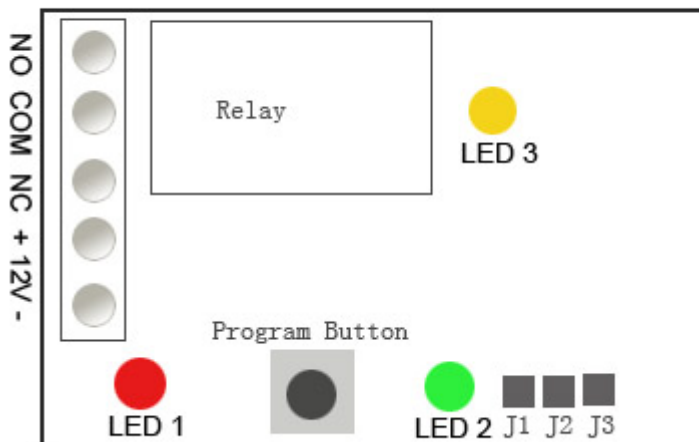 NO COM NC + 12V -
Relay
LED 3
Program Button
LED 1
LED 2
J1 J2 J3